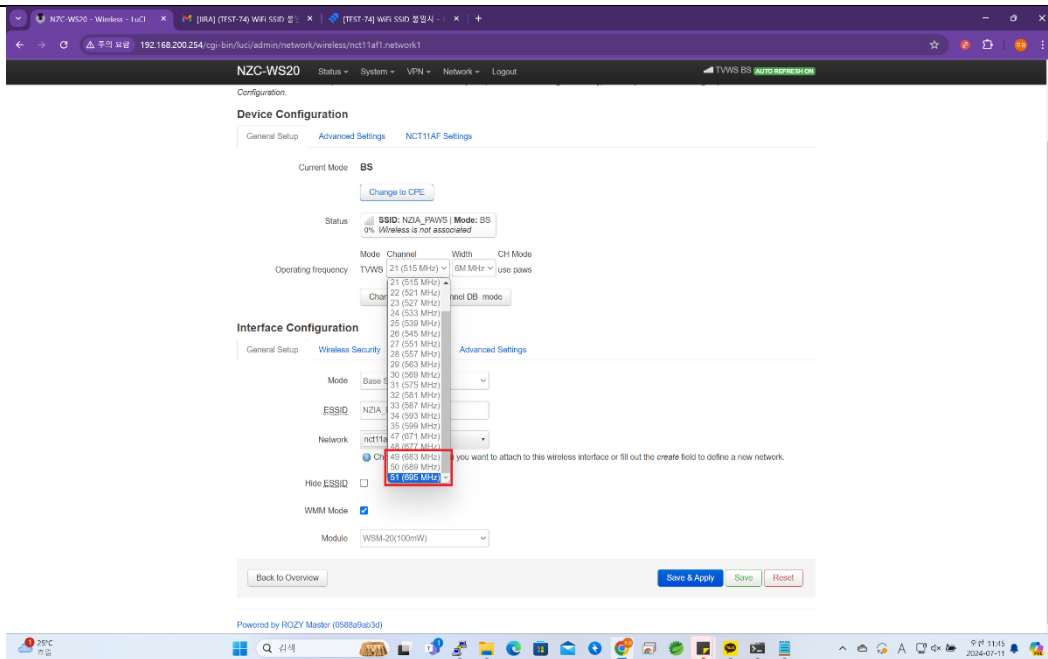 NZC-WS20 - Wireless - LuCI
[JIRA] (TEST-74) WiFi SSID 불
[TEST-74] WiFi SSID 불일시 -
주의 요함 192.168.200.254/cgi-bin/luci/admin/network/wireless/nct11af1.network1
NZC-WS20 Status System VPN Network Logout TVWS BS AUTO REFRESH ON
Configuration.
Device Configuration
General Setup Advanced Settings NCT11AF Settings
Current Mode BS
Change to CPE
Status SSID: NZIA_PAWS | Mode: BS
0% Wireless is not associated
Mode Channel Width CH Mode
Operating frequency TVWS 21 (515 MHz) 6M MHz use paws
21 (515 MHz)
Chan nnel DB mode
22 (521 MHz)
23 (527 MHz)
24 (533 MHz)
25 (539 MHz)
26 (545 MHz)
27 (551 MHz)
28 (557 MHz)
29 (563 MHz)
30 (569 MHz)
31 (575 MHz)
32 (581 MHz)
33 (587 MHz)
34 (593 MHz)
35 (599 MHz)
47 (671 MHz)
48 (677 MHz)
49 (683 MHz)
50 (689 MHz)
51 (695 MHz)
Interface Configuration
General Setup Wireless Security Advanced Settings
Mode Base S
ESSID NZIA_
Network nct11a
Ch you want to attach to this wireless interface or fill out the create field to define a new network.
Hide ESSID
WMM Mode
Module WSM-20(100mW)
Back to Overview Save & Apply Save Reset
Powered by ROZY Master (0588a9ab3d)
1 25°C
흐림
검색
A 오전 11:45
2024-07-11